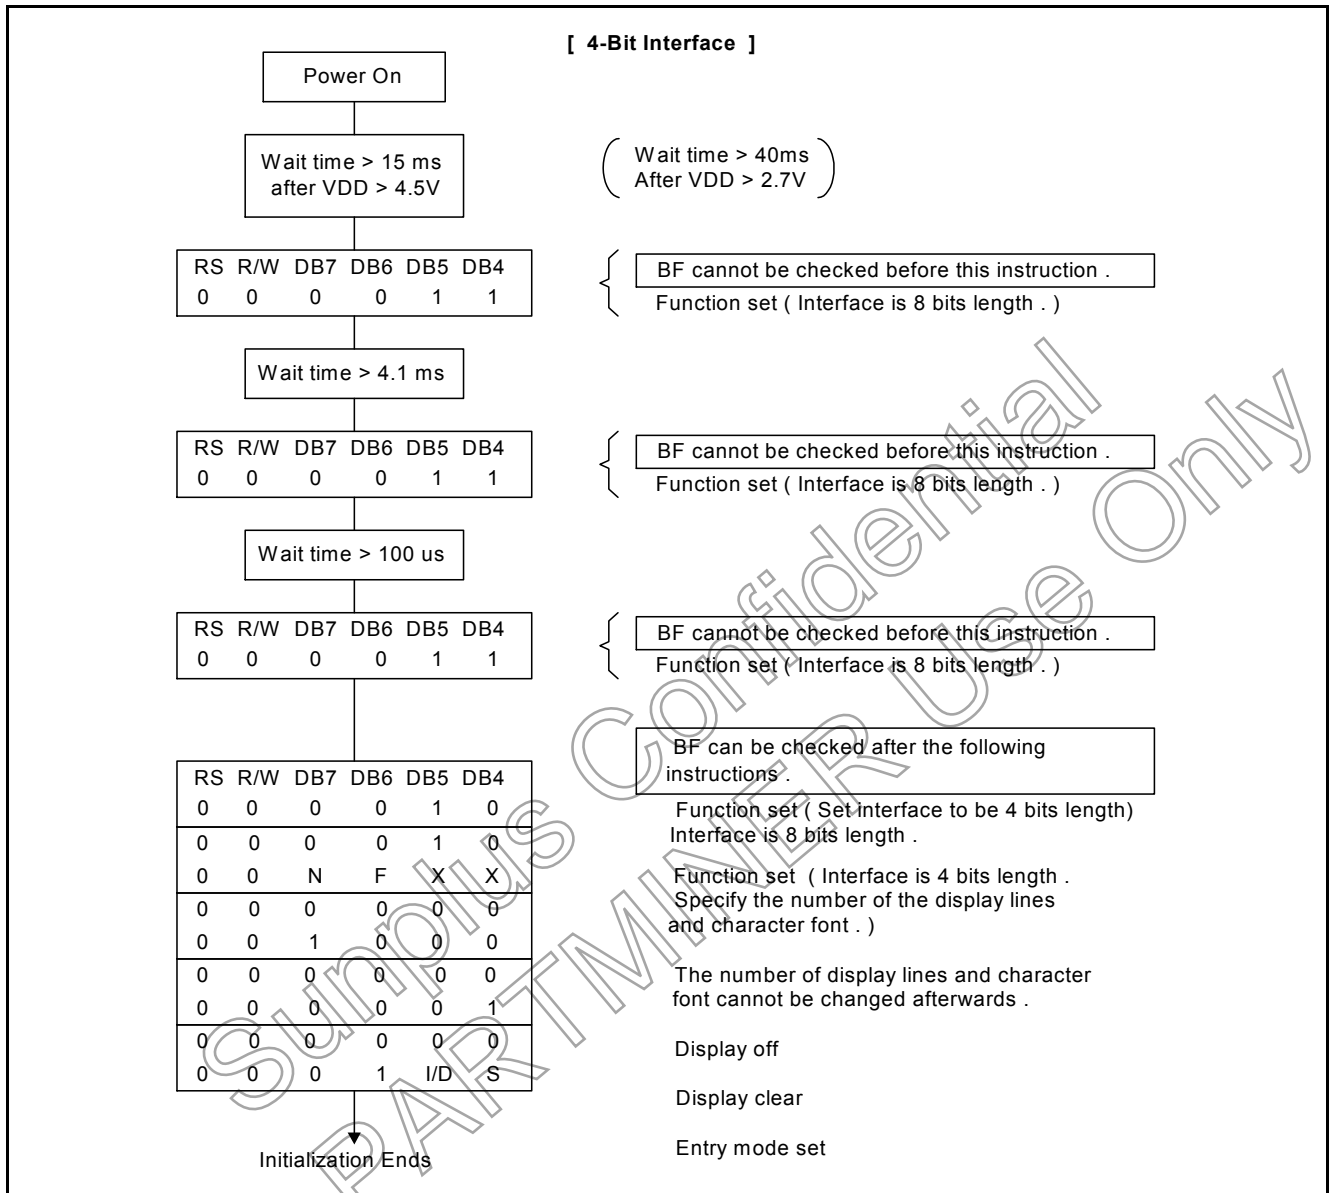 [ 4-Bit Interface ]
Power On
Wait time > 15 ms
after VDD > 4.5V
Wait time > 40ms
After VDD > 2.7V
RS R/W DB7 DB6 DB5 DB4
0 0 0 0 1 1
BF cannot be checked before this instruction .
Function set ( Interface is 8 bits length . )
Wait time > 4.1 ms
RS R/W DB7 DB6 DB5 DB4
0 0 0 0 1 1
BF cannot be checked before this instruction .
Function set ( Interface is 8 bits length . )
Wait time > 100 us
RS R/W DB7 DB6 DB5 DB4
0 0 0 0 1 1
BF cannot be checked before this instruction .
Function set ( Interface is 8 bits length . )
RS R/W DB7 DB6 DB5 DB4
0 0 0 0 1 0
0 0 0 0 1 0
0 0 N F X X
0 0 0 0 0 0
0 0 1 0 0 0
0 0 0 0 0 0
0 0 0 0 0 1
0 0 0 0 0 0
0 0 0 1 I/D S
BF can be checked after the following
instructions .
Function set ( Set interface to be 4 bits length)
Interface is 8 bits length .
Function set ( Interface is 4 bits length .
Specify the number of the display lines
and character font . )
The number of display lines and character
font cannot be changed afterwards .
Display off
Display clear
Entry mode set
Initialization Ends
Sunplus Confidential
PARTMINER Use Only